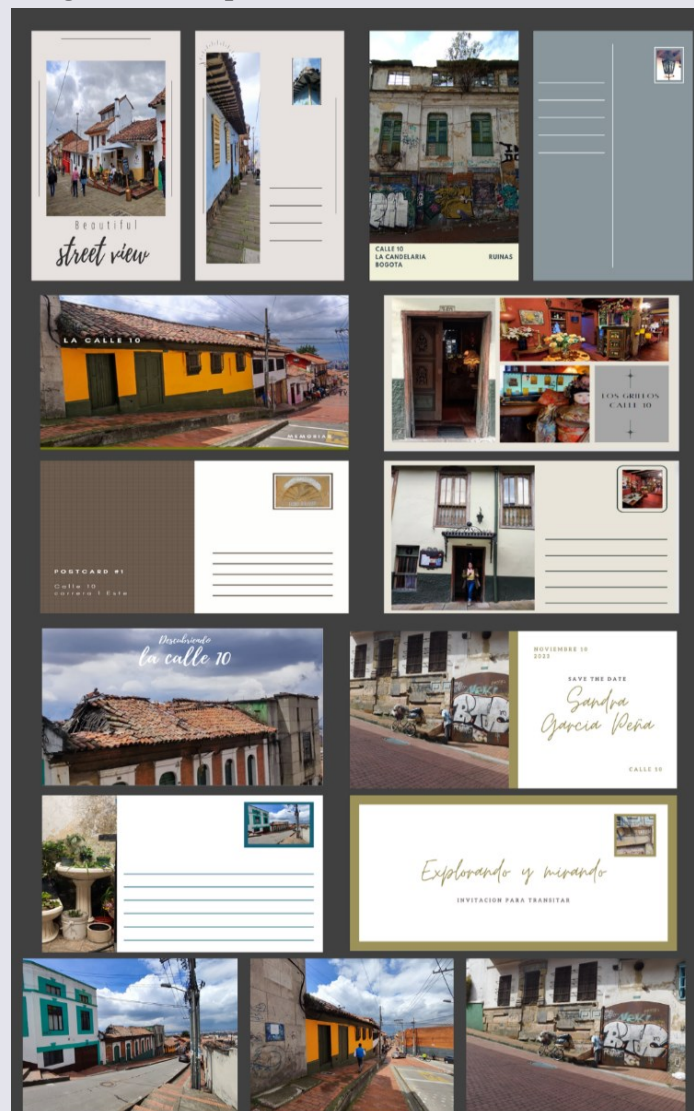 Beautiful
street view
CALLE 10
LA CANDELARIA
BOGOTA
RUINAS
LA CALLE 10
MEMORIAS
LOS GRILLOS
CALLE 10
POSTCARD #1
Calle 10
carrera 1 Este
Descubriendo
la calle 10
NOVIEMBRE 10
2023
SAVE THE DATE
Sandra
Garcia Peña
CALLE 10
Explorando y mirando
INVITACION PARA TRANSITAR